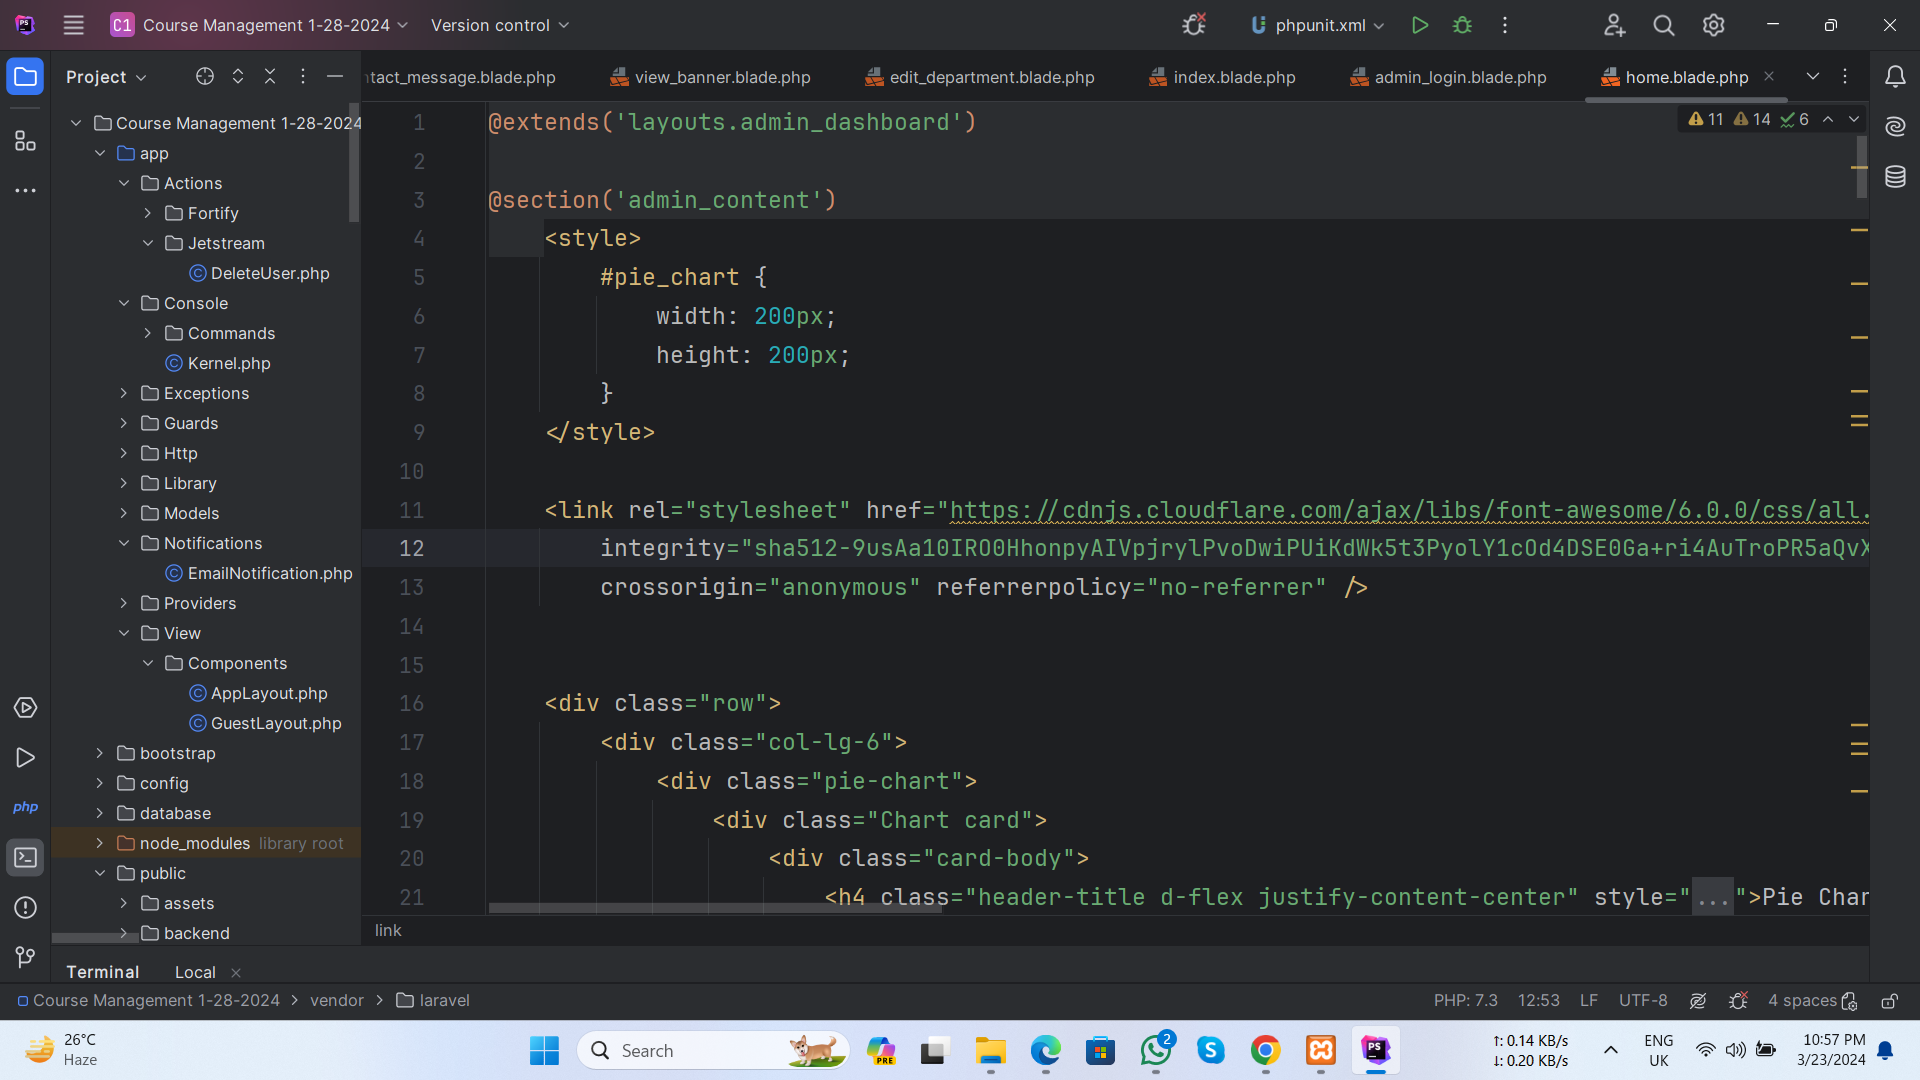 PS
C1 Course Management 1-28-2024 Version control phpunit.xml
Project
tact_message.blade.php view_banner.blade.php edit_department.blade.php index.blade.php admin_login.blade.php home.blade.php
11 14 6
Course Management 1-28-2024
app
Actions
Fortify
Jetstream
DeleteUser.php
Console
Commands
Kernel.php
Exceptions
Guards
Http
Library
Models
Notifications
EmailNotification.php
Providers
View
Components
AppLayout.php
GuestLayout.php
bootstrap
config
database
node_modules library root
public
assets
backend
php
1 @extends('layouts.admin_dashboard')
2
3 @section('admin_content')
4 <style>
5 #pie_chart {
6 width: 200px;
7 height: 200px;
8 }
9 </style>
10
11 <link rel="stylesheet" href="https://cdnjs.cloudflare.com/ajax/libs/font-awesome/6.0.0/css/all.
12 integrity="sha512-9usAa10IRO0HhonpyAIVpjrylPvoDwiPUiKdWk5t3PyolY1cOd4DSE0Ga+ri4AuTroPR5aQvX
13 crossorigin="anonymous" referrerpolicy="no-referrer" />
14
15
16 <div class="row">
17 <div class="col-lg-6">
18 <div class="pie-chart">
19 <div class="Chart card">
20 <div class="card-body">
21 <h4 class="header-title d-flex justify-content-center" style="...">Pie Char
link
Terminal Local
Course Management 1-28-2024 > vendor > laravel PHP: 7.3 12:53 LF UTF-8 4 spaces
26°C
Haze
Search
PRE
2
S
PS
↑: 0.14 KB/s
↓: 0.20 KB/s
ENG
UK
10:57 PM
3/23/2024